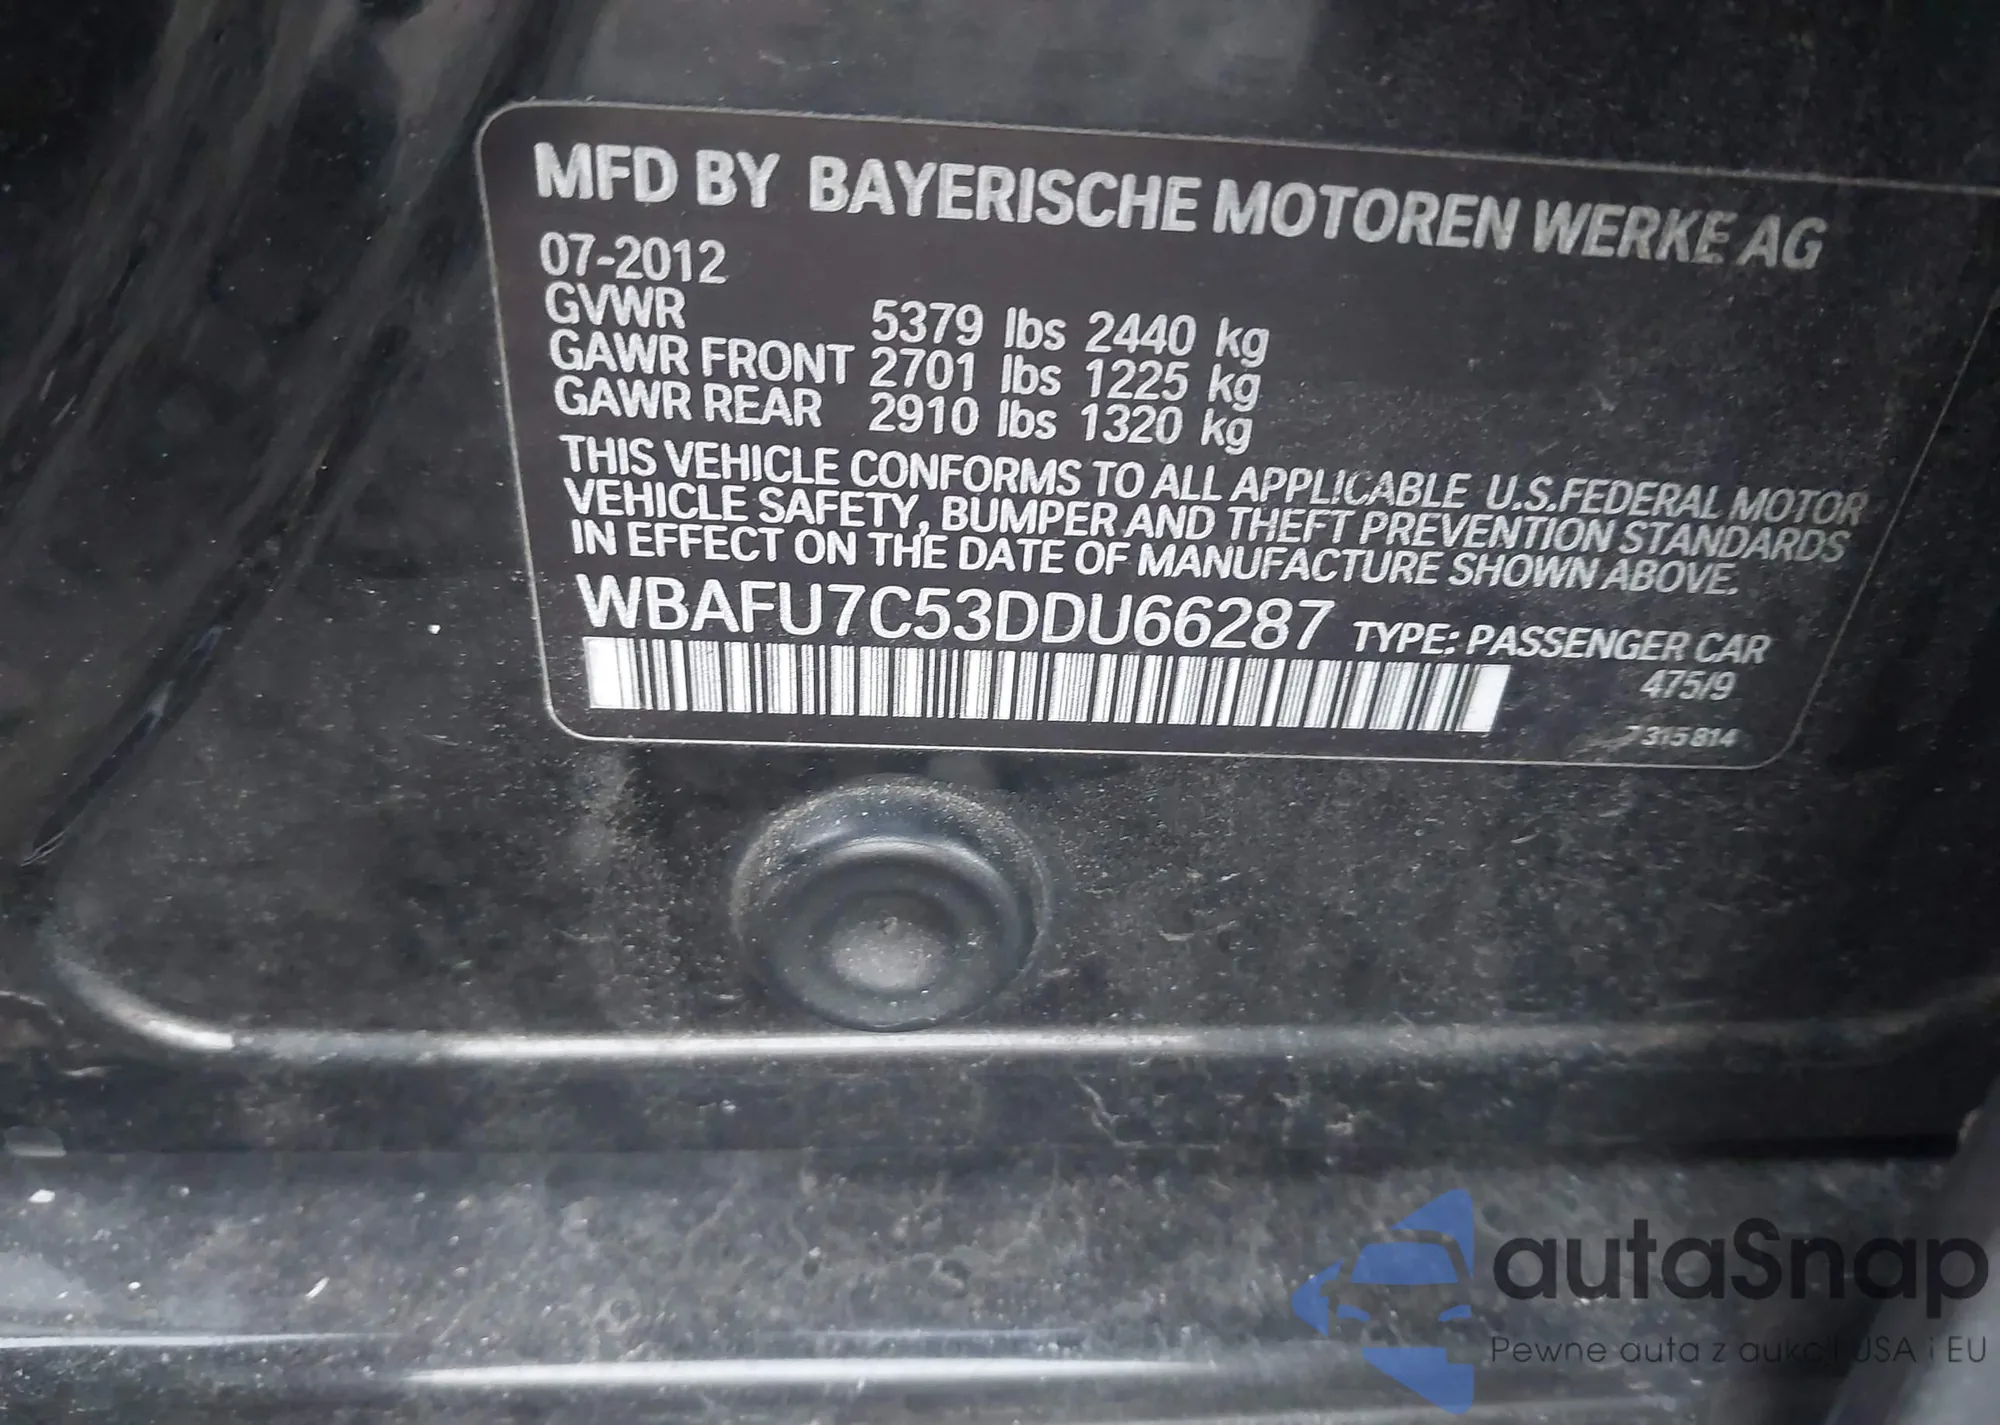 MFD BY BAYERISCHE MOTOREN WERKE AG
07-2012
GVWR 5379 lbs 2440 kg
GAWR FRONT 2701 lbs 1225 kg
GAWR REAR 2910 lbs 1320 kg
THIS VEHICLE CONFORMS TO ALL APPLICABLE U.S.FEDERAL MOTOR
VEHICLE SAFETY, BUMPER AND THEFT PREVENTION STANDARDS
IN EFFECT ON THE DATE OF MANUFACTURE SHOWN ABOVE.
WBAFU7C53DDU66287 TYPE: PASSENGER CAR
475/9
7 315 814
autaSnap
Pewne auta z aukcji USA i EU